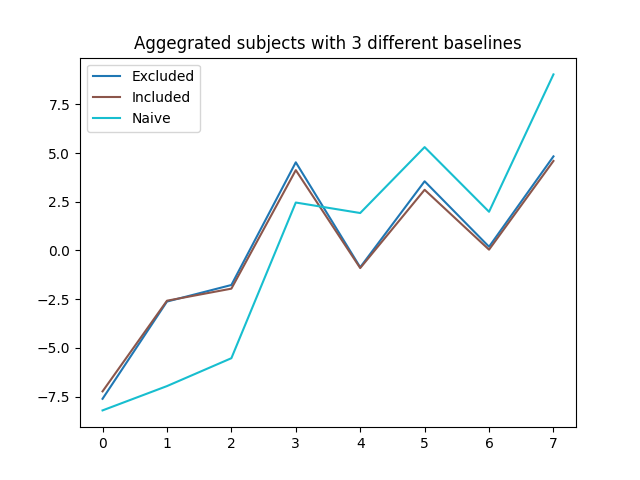 Aggegrated subjects with 3 different baselines
Excluded
Included
Naive
7.5
5.0
2.5
0.0
−2.5
−5.0
−7.5
0 1 2 3 4 5 6 7